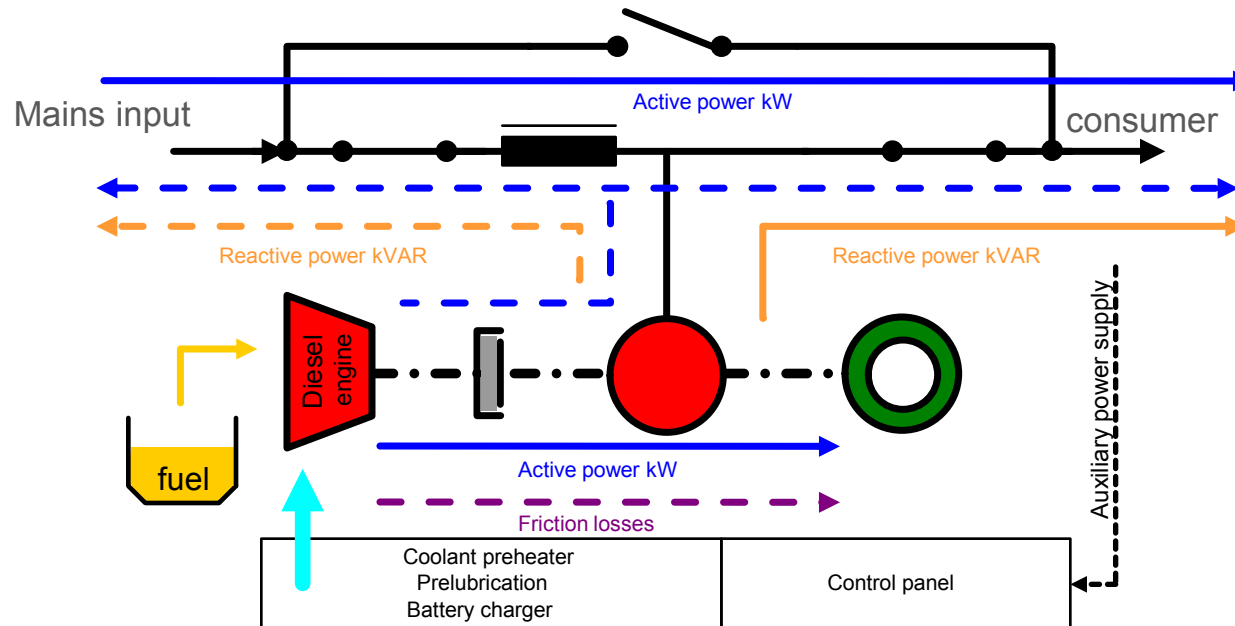 Active power kW
Mains input
consumer
Reactive power kVAR
Reactive power kVAR
Diesel
engine
Auxiliary power supply
fuel
Active power kW
Friction losses
Coolant preheater
Prelubrication
Battery charger
Control panel